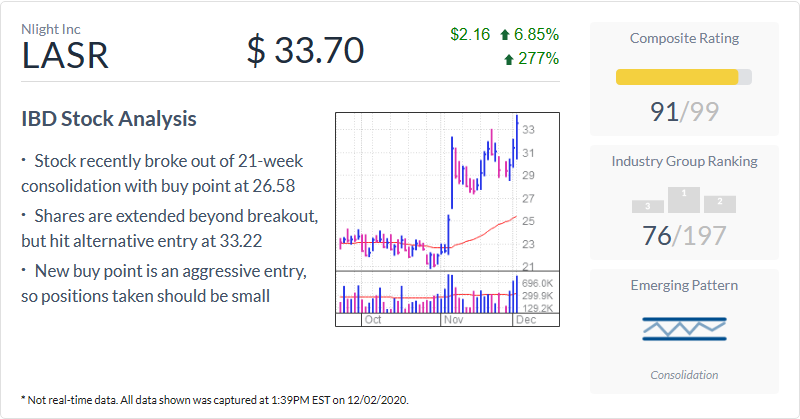 Nlight Inc
LASR
$ 33.70
$2.16 6.85%
277%
IBD Stock Analysis
· Stock recently broke out of 21-week
consolidation with buy point at 26.58
· Shares are extended beyond breakout,
but hit alternative entry at 33.22
· New buy point is an aggressive entry,
so positions taken should be small
33
31
29
27
25
23
21
696.0K
299.9K
129.2K
Oct
Nov
Dec
Composite Rating
91/99
Industry Group Ranking
3
1
2
76/197
Emerging Pattern
Consolidation
* Not real-time data. All data shown was captured at 1:39PM EST on 12/02/2020.